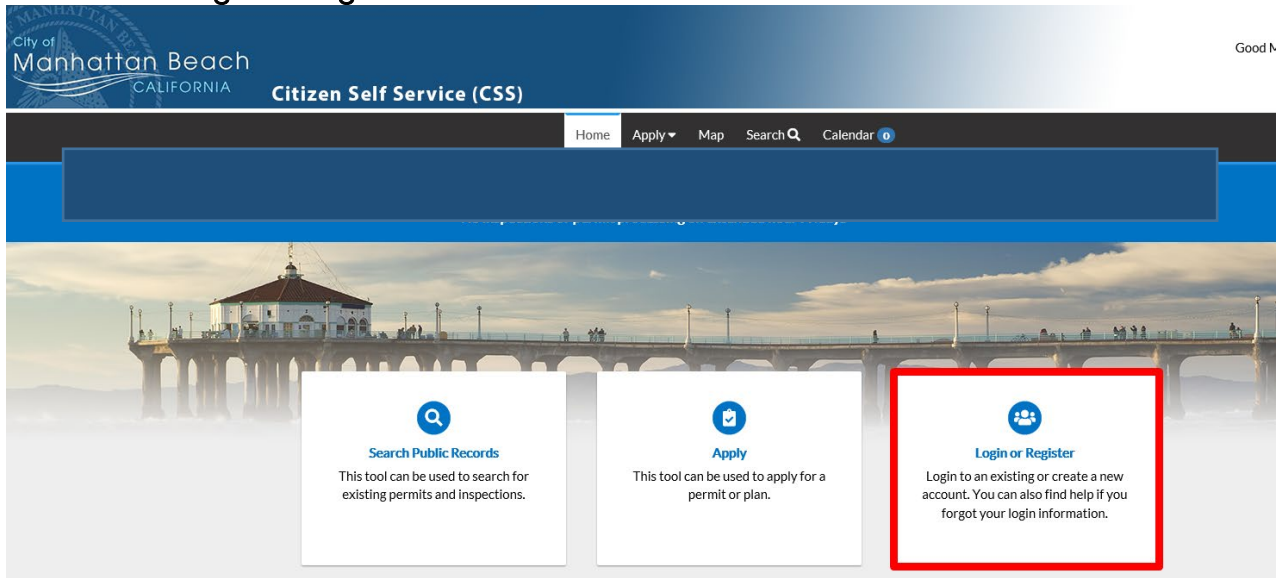 MANHATTAN BEA
City of
Manhattan Beach
CALIFORNIA
Citizen Self Service (CSS)
Good M
Home Apply Map Search Calendar 0
Search Public Records
This tool can be used to search for
existing permits and inspections.
Apply
This tool can be used to apply for a
permit or plan.
Login or Register
Login to an existing or create a new
account. You can also find help if you
forgot your login information.